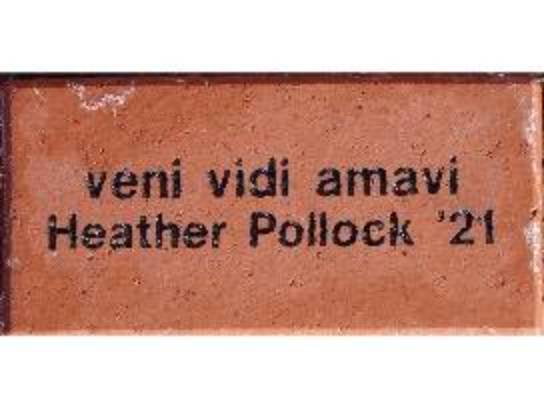 veni vidi amavi
Heather Pollock '21